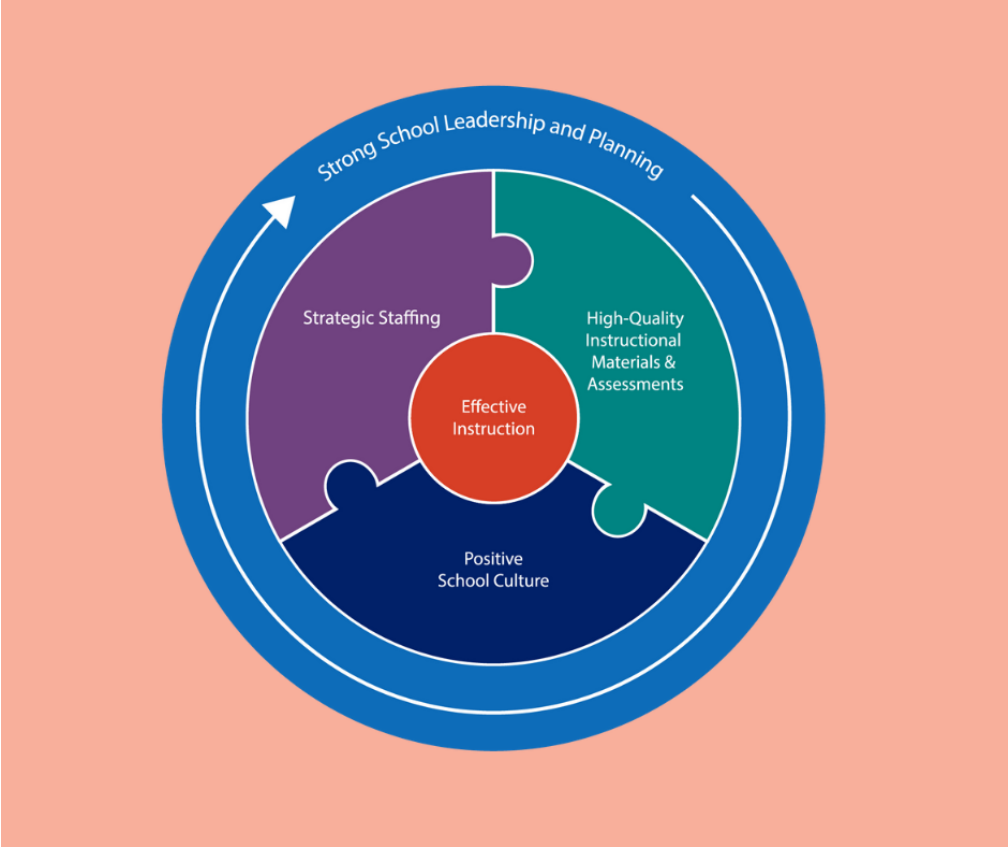 Strong School Leadership and Planning
Strategic Staffing
High-Quality
Instructional
Materials &
Assessments
Effective
Instruction
Positive
School Culture